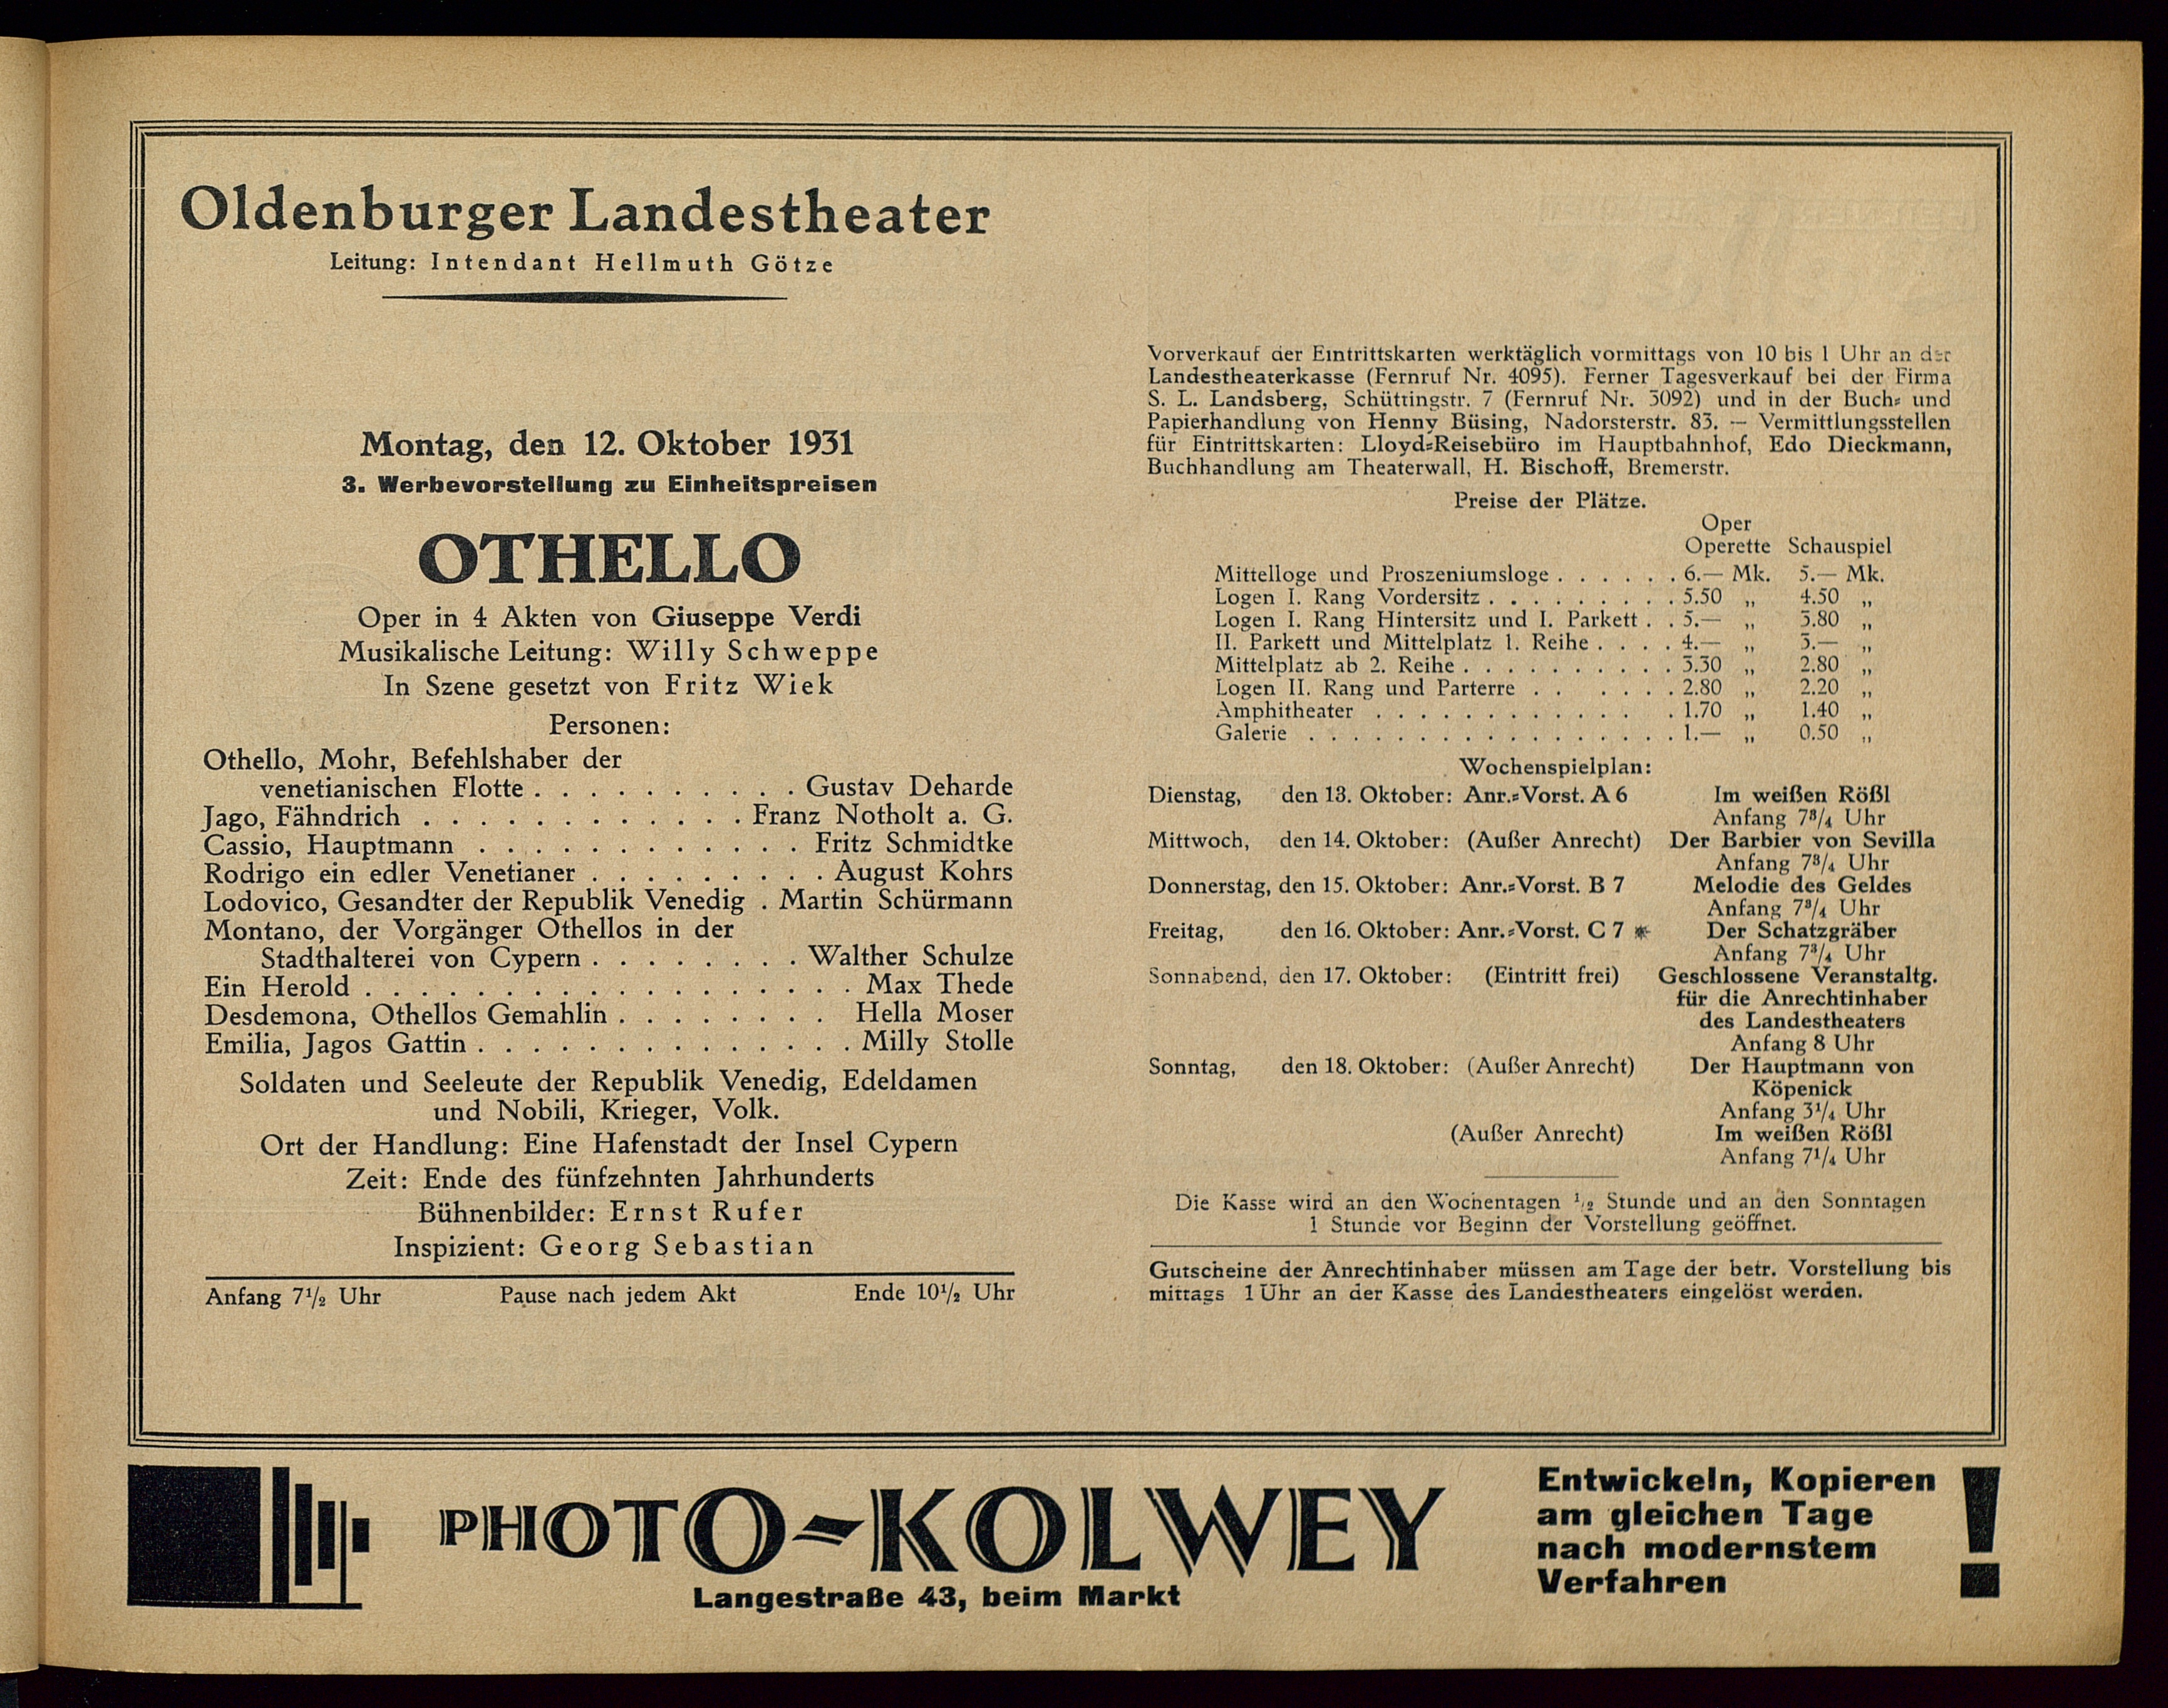 Oldenburger Landestheater
Leitung: Intendant Hellmuth Götze
Montag, den 12. Oktober 1931
3. Werbevorstellung zu Einheitspreisen
OTHELLO
Oper in 4 Akten von Giuseppe Verdi
Musikalische Leitung: Willy Schweppe
In Szene gesetzt von Fritz Wiek
Personen:
Othello, Mohr, Befehlshaber der
venetianischen Flotte . . . . . . . . . . Gustav Deharde
Jago, Fähndrich . . . . . . . . . . . . Franz Notholt a. G.
Cassio, Hauptmann . . . . . . . . . . . . Fritz Schmidtke
Rodrigo ein edler Venetianer . . . . . . . . . August Kohrs
Lodovico, Gesandter der Republik Venedig . Martin Schürmann
Montano, der Vorgänger Othellos in der
Stadthalterei von Cypern . . . . . . . . Walther Schulze
Ein Herold . . . . . . . . . . . . . . . . . . Max Thede
Desdemona, Othellos Gemahlin . . . . . . . . Hella Moser
Emilia, Jagos Gattin . . . . . . . . . . . . . . Milly Stolle
Soldaten und Seeleute der Republik Venedig, Edeldamen
und Nobili, Krieger, Volk.
Ort der Handlung: Eine Hafenstadt der Insel Cypern
Zeit: Ende des fünfzehnten Jahrhunderts
Bühnenbilder: Ernst Rufer
Inspizient: Georg Sebastian
Anfang 7½ Uhr Pause nach jedem Akt Ende 10½ Uhr
Vorverkauf der Eintrittskarten werktäglich vormittags von 10 bis 1 Uhr an der
Landestheaterkasse (Fernruf Nr. 4095). Ferner Tagesverkauf bei der Firma
S. L. Landsberg, Schüttingstr. 7 (Fernruf Nr. 3092) und in der Buch- und
Papierhandlung von Henny Büsing, Nadorsterstr. 83. — Vermittlungsstellen
für Eintrittskarten: Lloyd-Reisebüro im Hauptbahnhof, Edo Dieckmann,
Buchhandlung am Theaterwall, H. Bischoff, Bremerstr.
Preise der Plätze.
Oper
Operette Schauspiel
Mittelloge und Proszeniumsloge . . . . . . 6.— Mk. 5.— Mk.
Logen I. Rang Vordersitz . . . . . . . . . 5.50 „ 4.50 „
Logen I. Rang Hintersitz und I. Parkett . . 5.— „ 3.80 „
II. Parkett und Mittelplatz 1. Reihe . . . . 4.— „ 3.— „
Mittelplatz ab 2. Reihe . . . . . . . . . . 3.30 „ 2.80 „
Logen II. Rang und Parterre . . . . . . 2.80 „ 2.20 „
Amphitheater . . . . . . . . . . . 1.70 „ 1.40 „
Galerie . . . . . . . . . . . . . . . . . 1.— „ 0.50 „
Wochenspielplan:
Dienstag, den 13. Oktober: Anr.-Vorst. A 6 Im weißen Rößl
Anfang 7¾ Uhr
Mittwoch, den 14. Oktober: (Außer Anrecht) Der Barbier von Sevilla
Anfang 7¾ Uhr
Donnerstag, den 15. Oktober: Anr.-Vorst. B 7 Melodie des Geldes
Anfang 7¾ Uhr
Freitag, den 16. Oktober: Anr.-Vorst. C 7 * Der Schatzgräber
Anfang 7¾ Uhr
Sonnabend, den 17. Oktober: (Eintritt frei) Geschlossene Veranstaltg.
für die Anrechtinhaber
des Landestheaters
Anfang 8 Uhr
Sonntag, den 18. Oktober: (Außer Anrecht) Der Hauptmann von
Köpenick
Anfang 3¼ Uhr
(Außer Anrecht) Im weißen Rößl
Anfang 7¼ Uhr
Die Kasse wird an den Wochentagen ½ Stunde und an den Sonntagen
1 Stunde vor Beginn der Vorstellung geöffnet.
Gutscheine der Anrechtinhaber müssen am Tage der betr. Vorstellung bis
mittags 1 Uhr an der Kasse des Landestheaters eingelöst werden.
PHOTO-KOLWEY
Langestraße 43, beim Markt
Entwickeln, Kopieren
am gleichen Tage
nach modernstem
Verfahren !